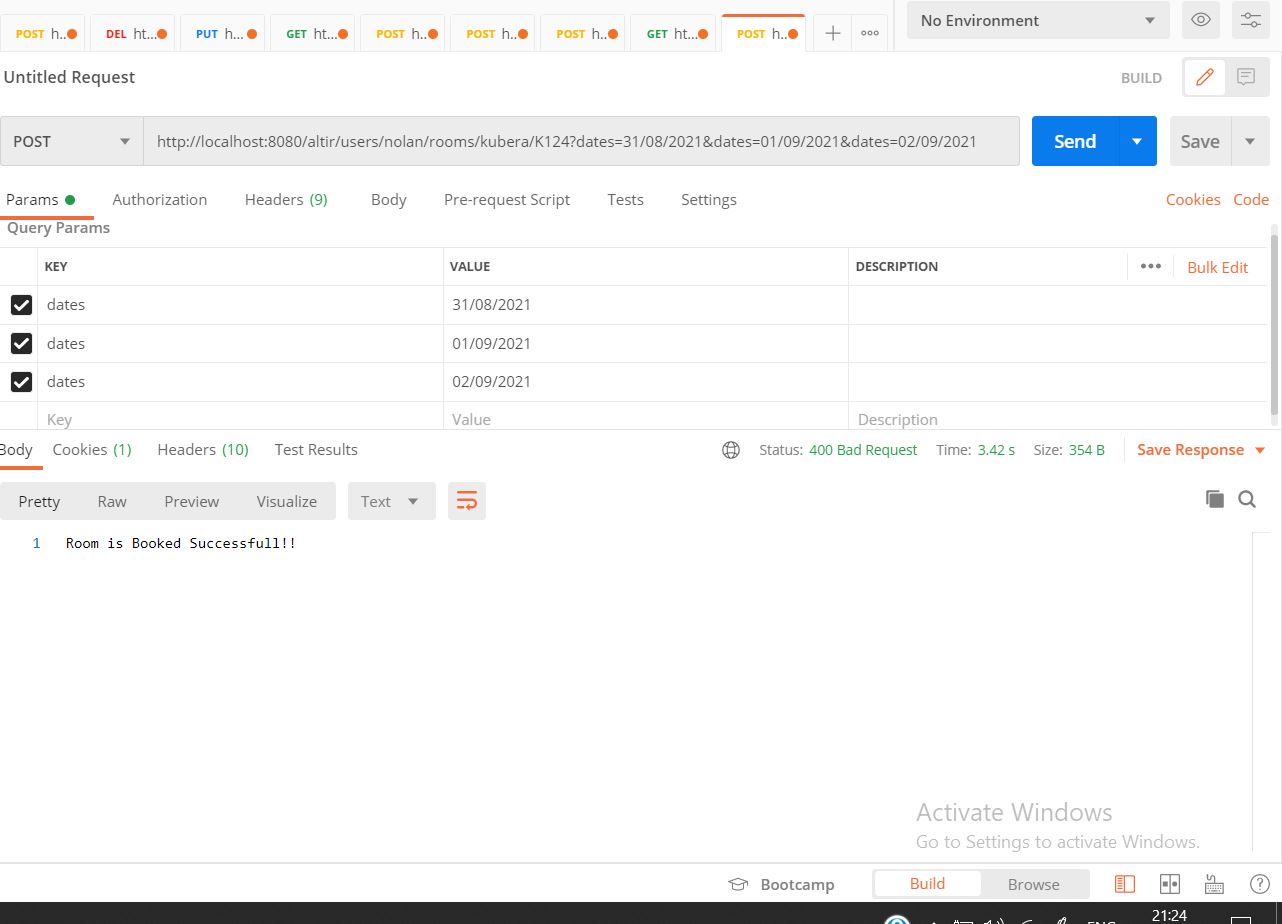 POST h.. DEL ht... PUT h... GET ht... POST h.. POST h.. POST h.. GET ht... POST h.. No Environment
Untitled Request BUILD
POST http://localhost:8080/altir/users/nolan/rooms/kubera/K124?dates=31/08/2021&dates=01/09/2021&dates=02/09/2021 Send Save
Params Authorization Headers (9) Body Pre-request Script Tests Settings Cookies Code
Query Params
KEY VALUE DESCRIPTION ••• Bulk Edit
dates 31/08/2021
dates 01/09/2021
dates 02/09/2021
Key Value Description
Body Cookies (1) Headers (10) Test Results Status: 400 Bad Request Time: 3.42 s Size: 354 B Save Response
Pretty Raw Preview Visualize Text
1 Room is Booked Successfull!!
Activate Windows
Go to Settings to activate Windows.
Bootcamp Build Browse
21:24